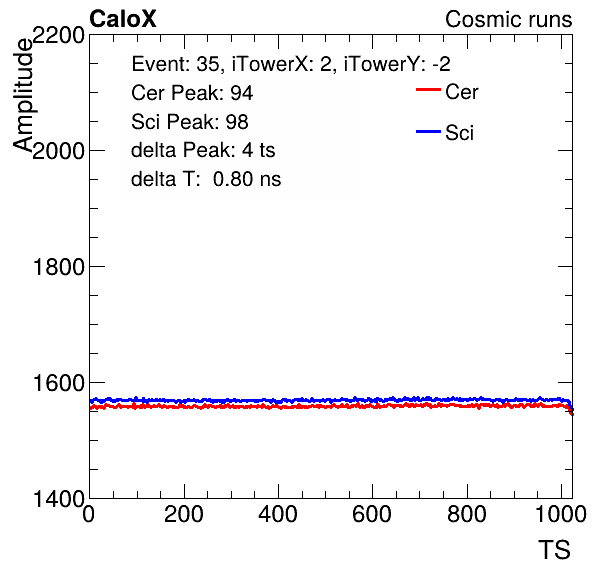 CaloX Cosmic runs
Amplitude
Event: 35, iTowerX: 2, iTowerY: -2
Cer Peak: 94
Sci Peak: 98
delta Peak: 4 ts
delta T:  0.80 ns
Cer
Sci
2200
2000
1800
1600
1400
0 200 400 600 800 1000
TS